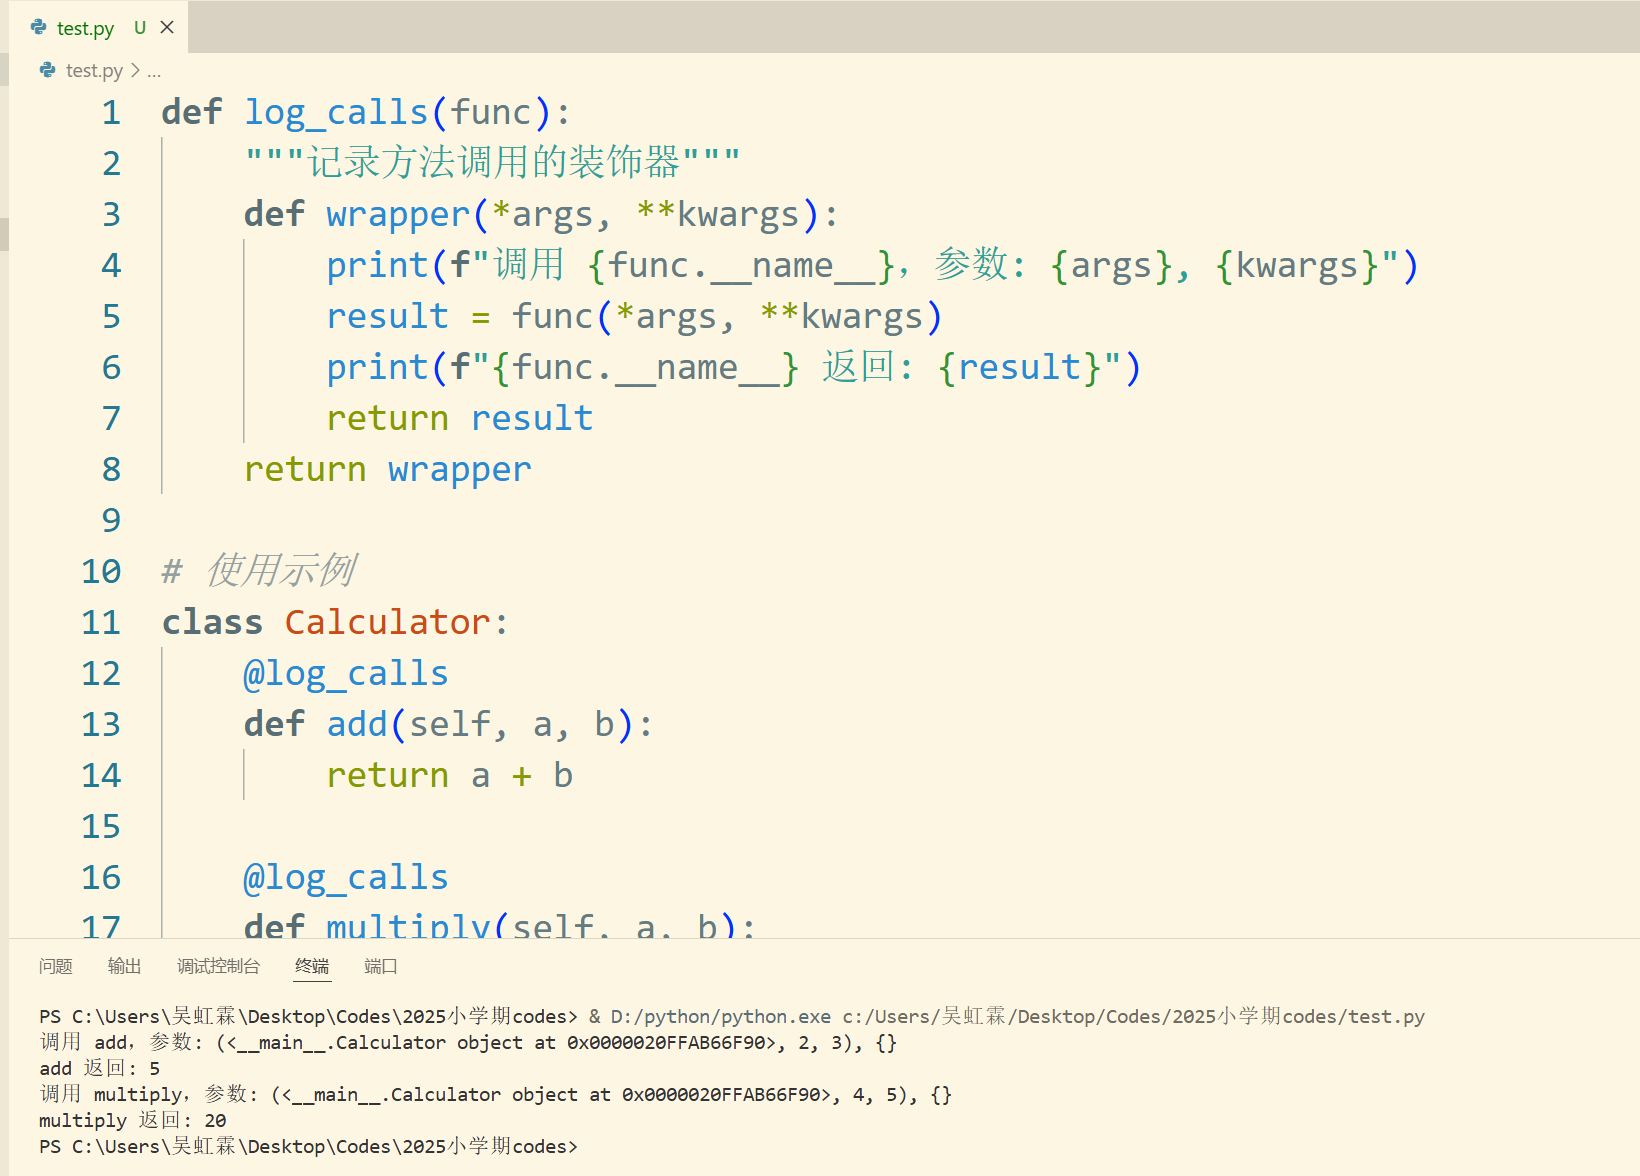 test.py U
test.py > ...
1 def log_calls(func):
2     """记录方法调用的装饰器"""
3     def wrapper(*args, **kwargs):
4         print(f"调用 {func.__name__}，参数: {args}, {kwargs}")
5         result = func(*args, **kwargs)
6         print(f"{func.__name__} 返回: {result}")
7         return result
8     return wrapper
9
10 # 使用示例
11 class Calculator:
12     @log_calls
13     def add(self, a, b):
14         return a + b
15
16     @log_calls
17     def multiply(self, a, b):
问题 输出 调试控制台 终端 端口
PS C:\Users\吴虹霖\Desktop\Codes\2025小学期codes> & D:/python/python.exe c:/Users/吴虹霖/Desktop/Codes/2025小学期codes/test.py
调用 add，参数: (<__main__.Calculator object at 0x0000020FFAB66F90>, 2, 3), {}
add 返回: 5
调用 multiply，参数: (<__main__.Calculator object at 0x0000020FFAB66F90>, 4, 5), {}
multiply 返回: 20
PS C:\Users\吴虹霖\Desktop\Codes\2025小学期codes>